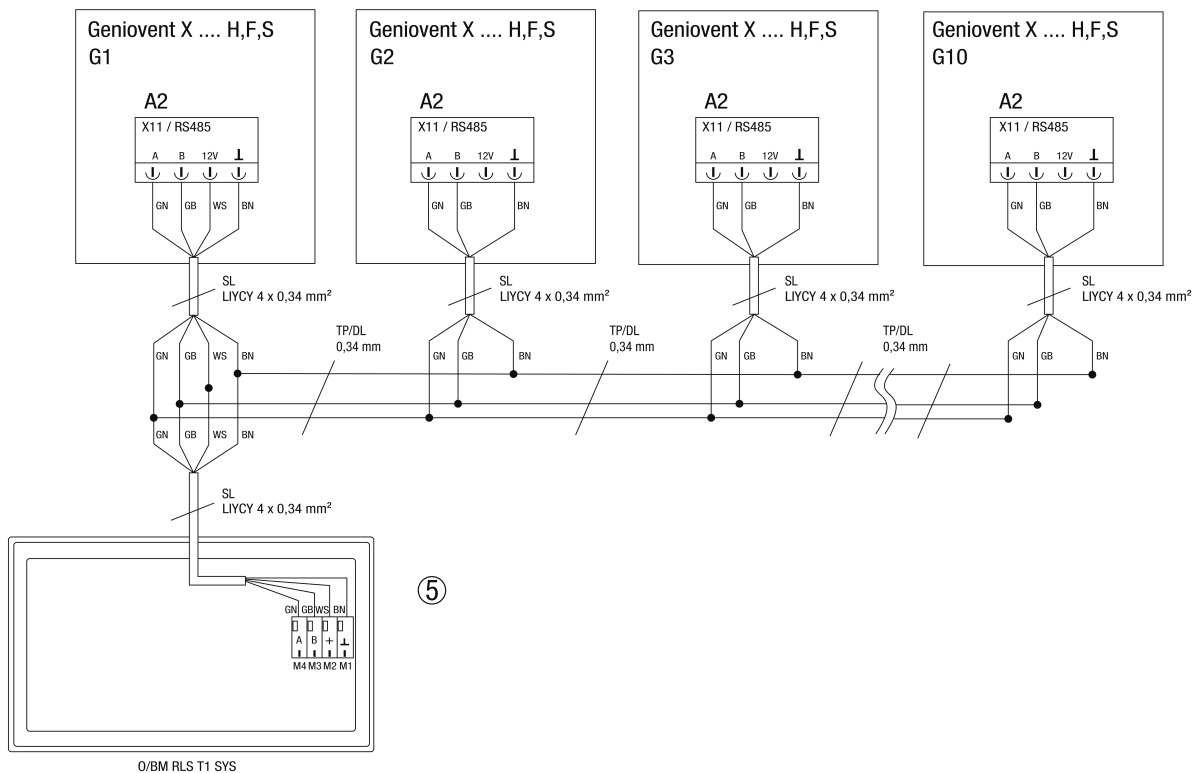 Geniovent X .... H,F,S
G1
A2
X11 / RS485
A B 12V ⊥
GN GB WS BN
SL
LIYCY 4 x 0,34 mm²
GN GB WS BN
GN GB WS BN
Geniovent X .... H,F,S
G2
A2
X11 / RS485
A B 12V ⊥
GN GB BN
SL
LIYCY 4 x 0,34 mm²
GN GB BN
Geniovent X .... H,F,S
G3
A2
X11 / RS485
A B 12V ⊥
GN GB BN
SL
LIYCY 4 x 0,34 mm²
GN GB BN
Geniovent X .... H,F,S
G10
A2
X11 / RS485
A B 12V ⊥
GN GB BN
SL
LIYCY 4 x 0,34 mm²
GN GB BN
TP/DL
0,34 mm
TP/DL
0,34 mm
TP/DL
0,34 mm
SL
LIYCY 4 x 0,34 mm²
⑤
GN GB WS BN
A B + ⊥
M4 M3 M2 M1
O/BM RLS T1 SYS